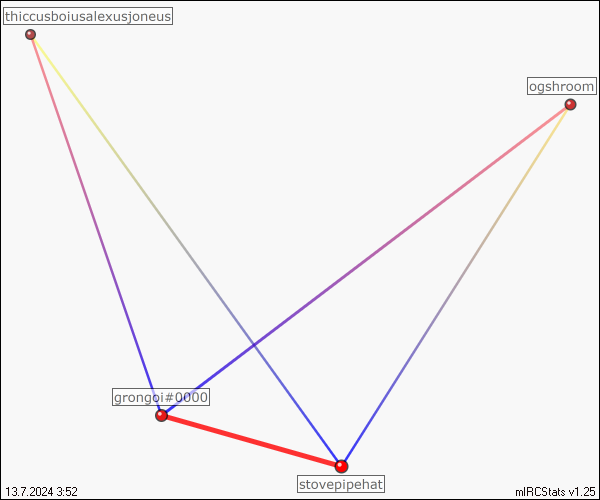 thiccusboiusalexusjoneus
ogshroom
grongoi#0000
stovepipehat
13.7.2024 3:52
mIRCStats v1.25